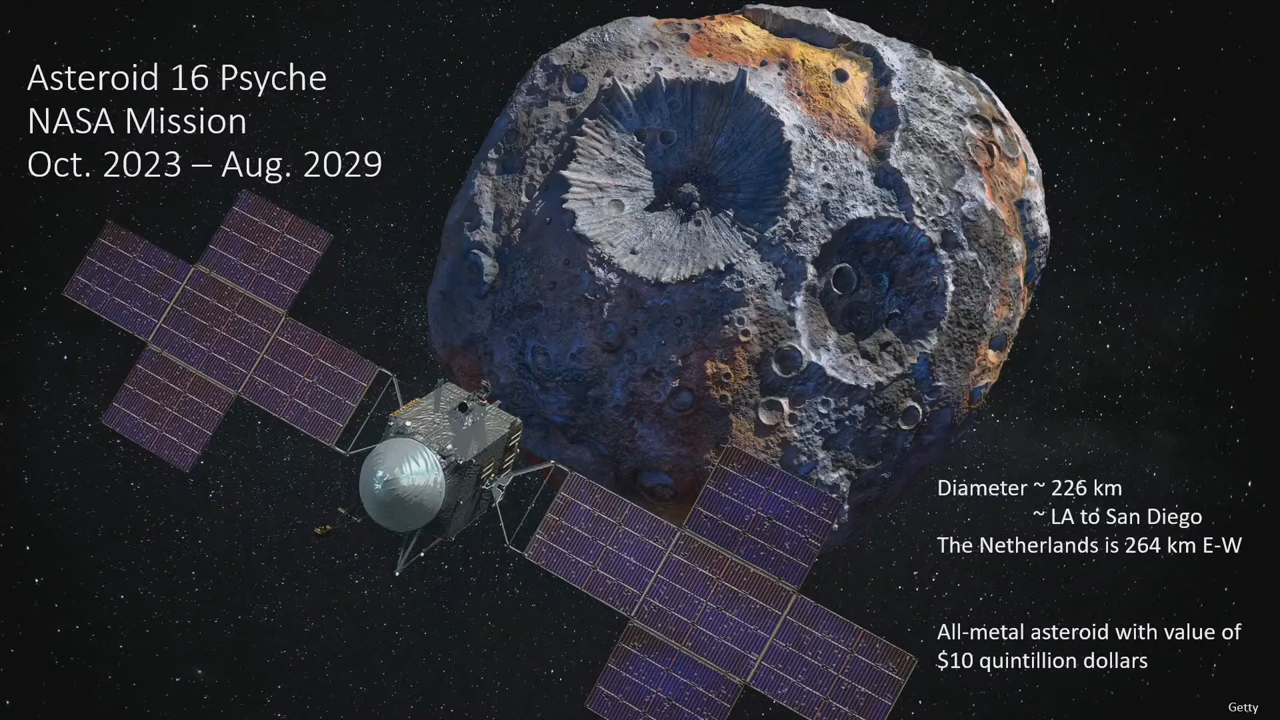 Asteroid 16 Psyche
NASA Mission
Oct. 2023 – Aug. 2029
Diameter ~ 226 km
~ LA to San Diego
The Netherlands is 264 km E-W
All-metal asteroid with value of
$10 quintillion dollars
Getty